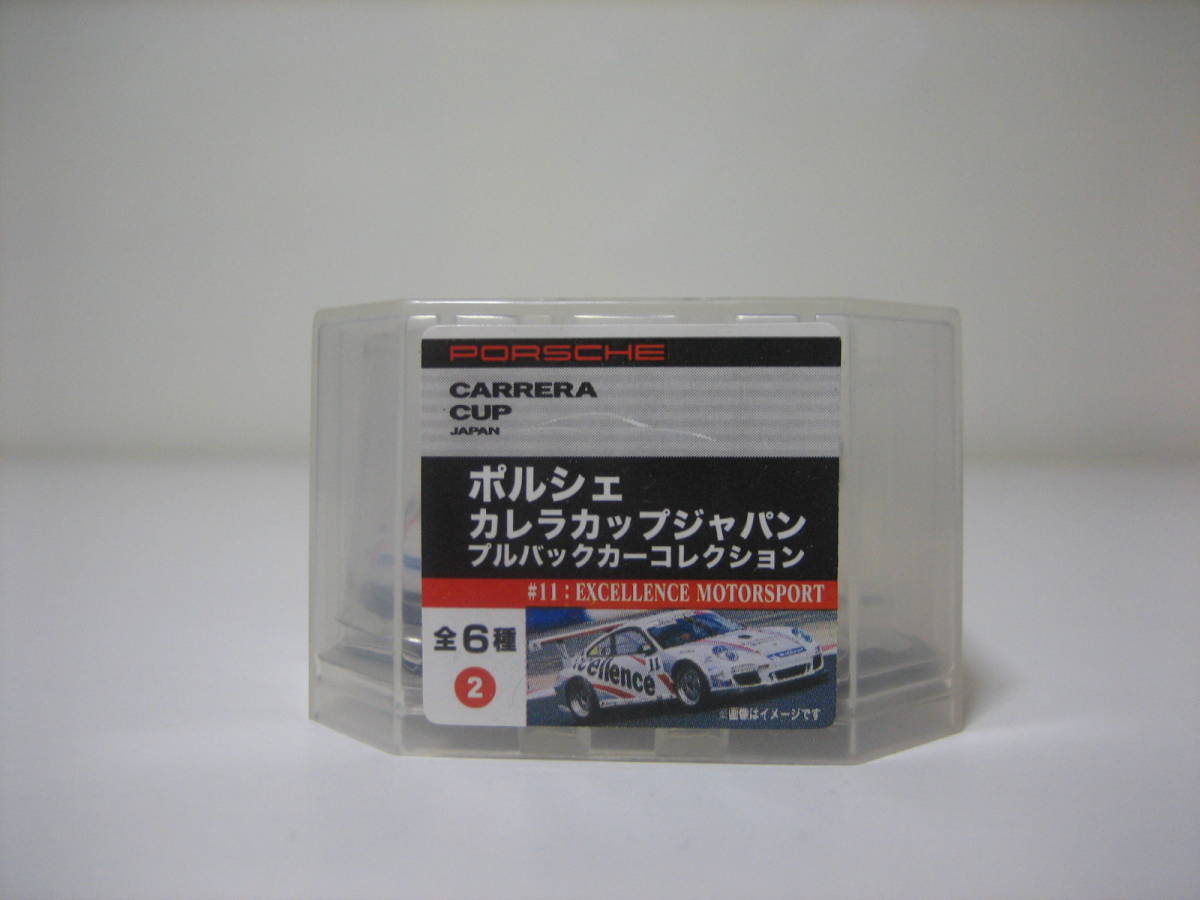 PORSCHE
CARRERA
CUP
JAPAN
ポルシェ
カレラカップジャパン
プルバックカーコレクション
#11 : EXCELLENCE MOTORSPORT
全6種
2
xcellence
11
※画像はイメージです